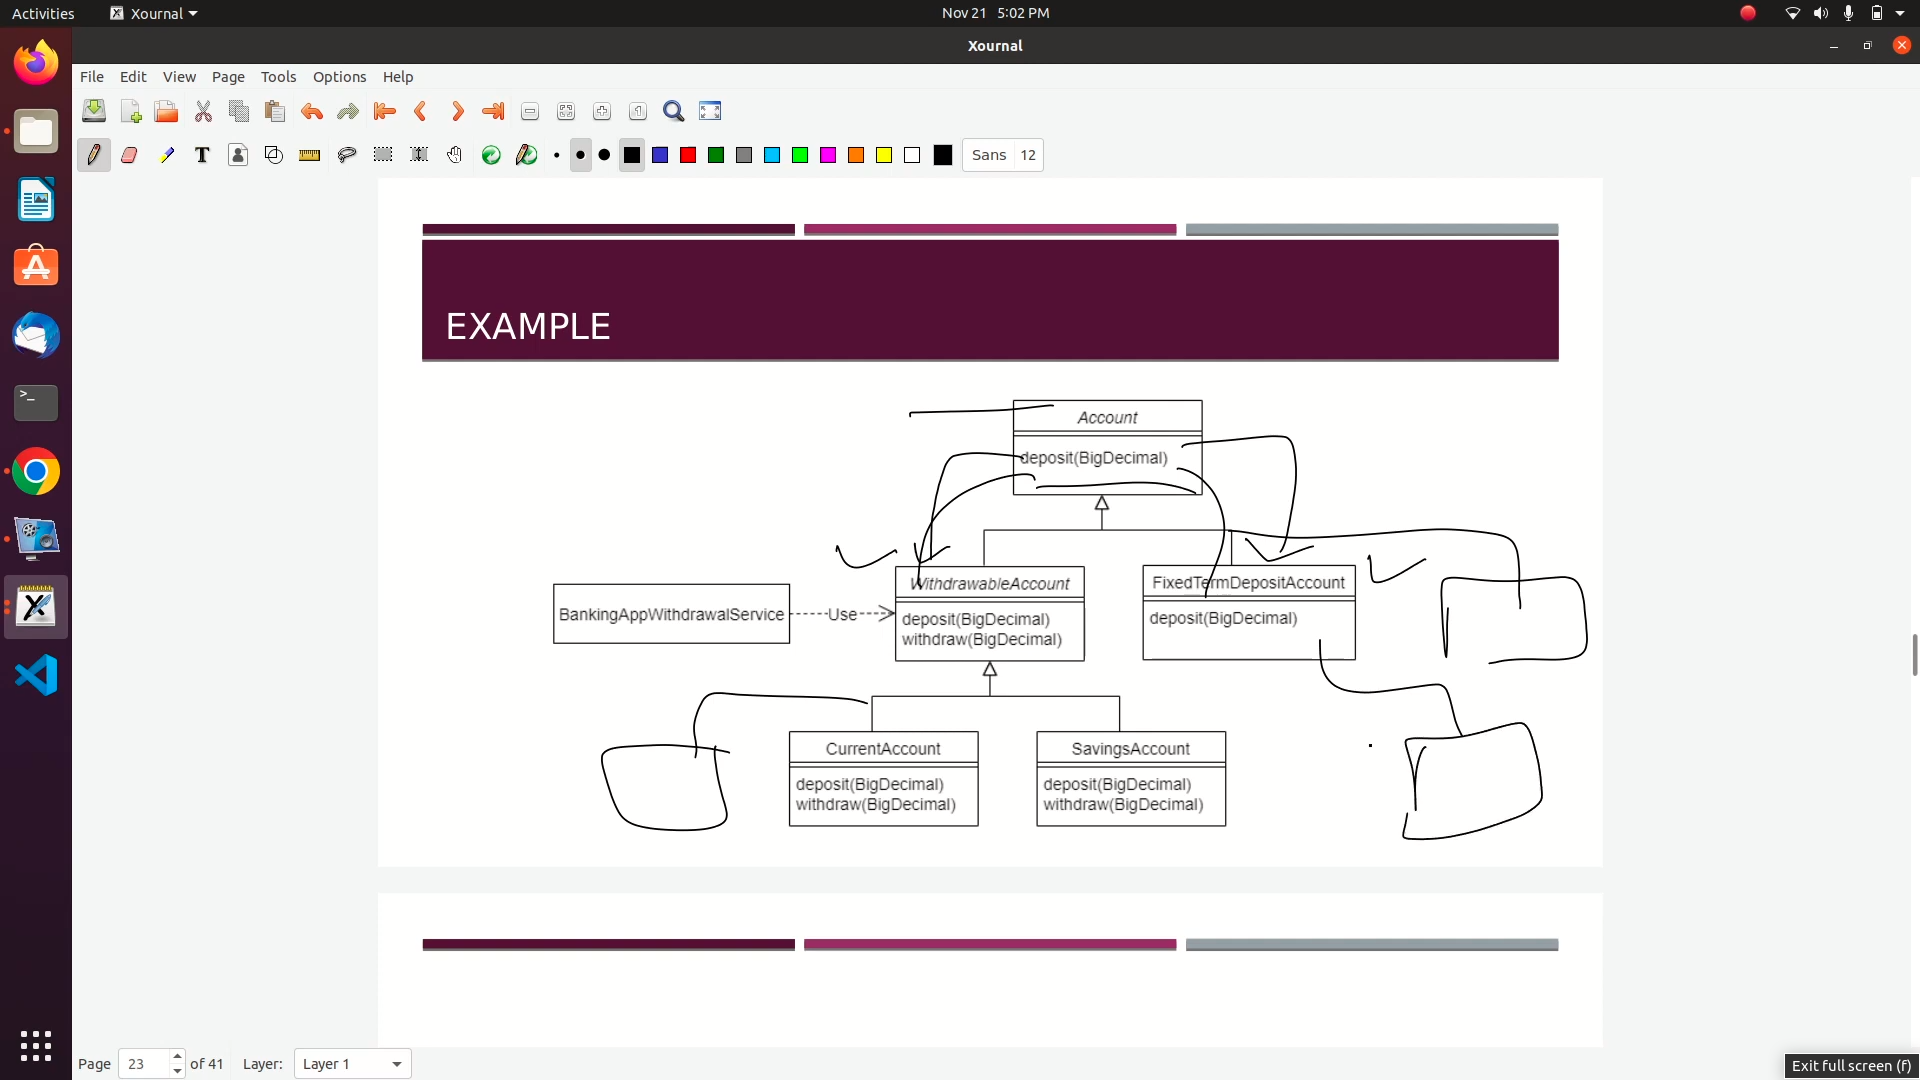 Activities Xournal Nov 21 5:02 PM
Xournal
File Edit View Page Tools Options Help
T Sans 12
EXAMPLE
Account
deposit(BigDecimal)
WithdrawableAccount
deposit(BigDecimal)
withdraw(BigDecimal)
FixedTermDepositAccount
deposit(BigDecimal)
BankingAppWithdrawalService
Use
CurrentAccount
deposit(BigDecimal)
withdraw(BigDecimal)
SavingsAccount
deposit(BigDecimal)
withdraw(BigDecimal)
Page 23 of 41 Layer: Layer 1
Exit full screen (f)